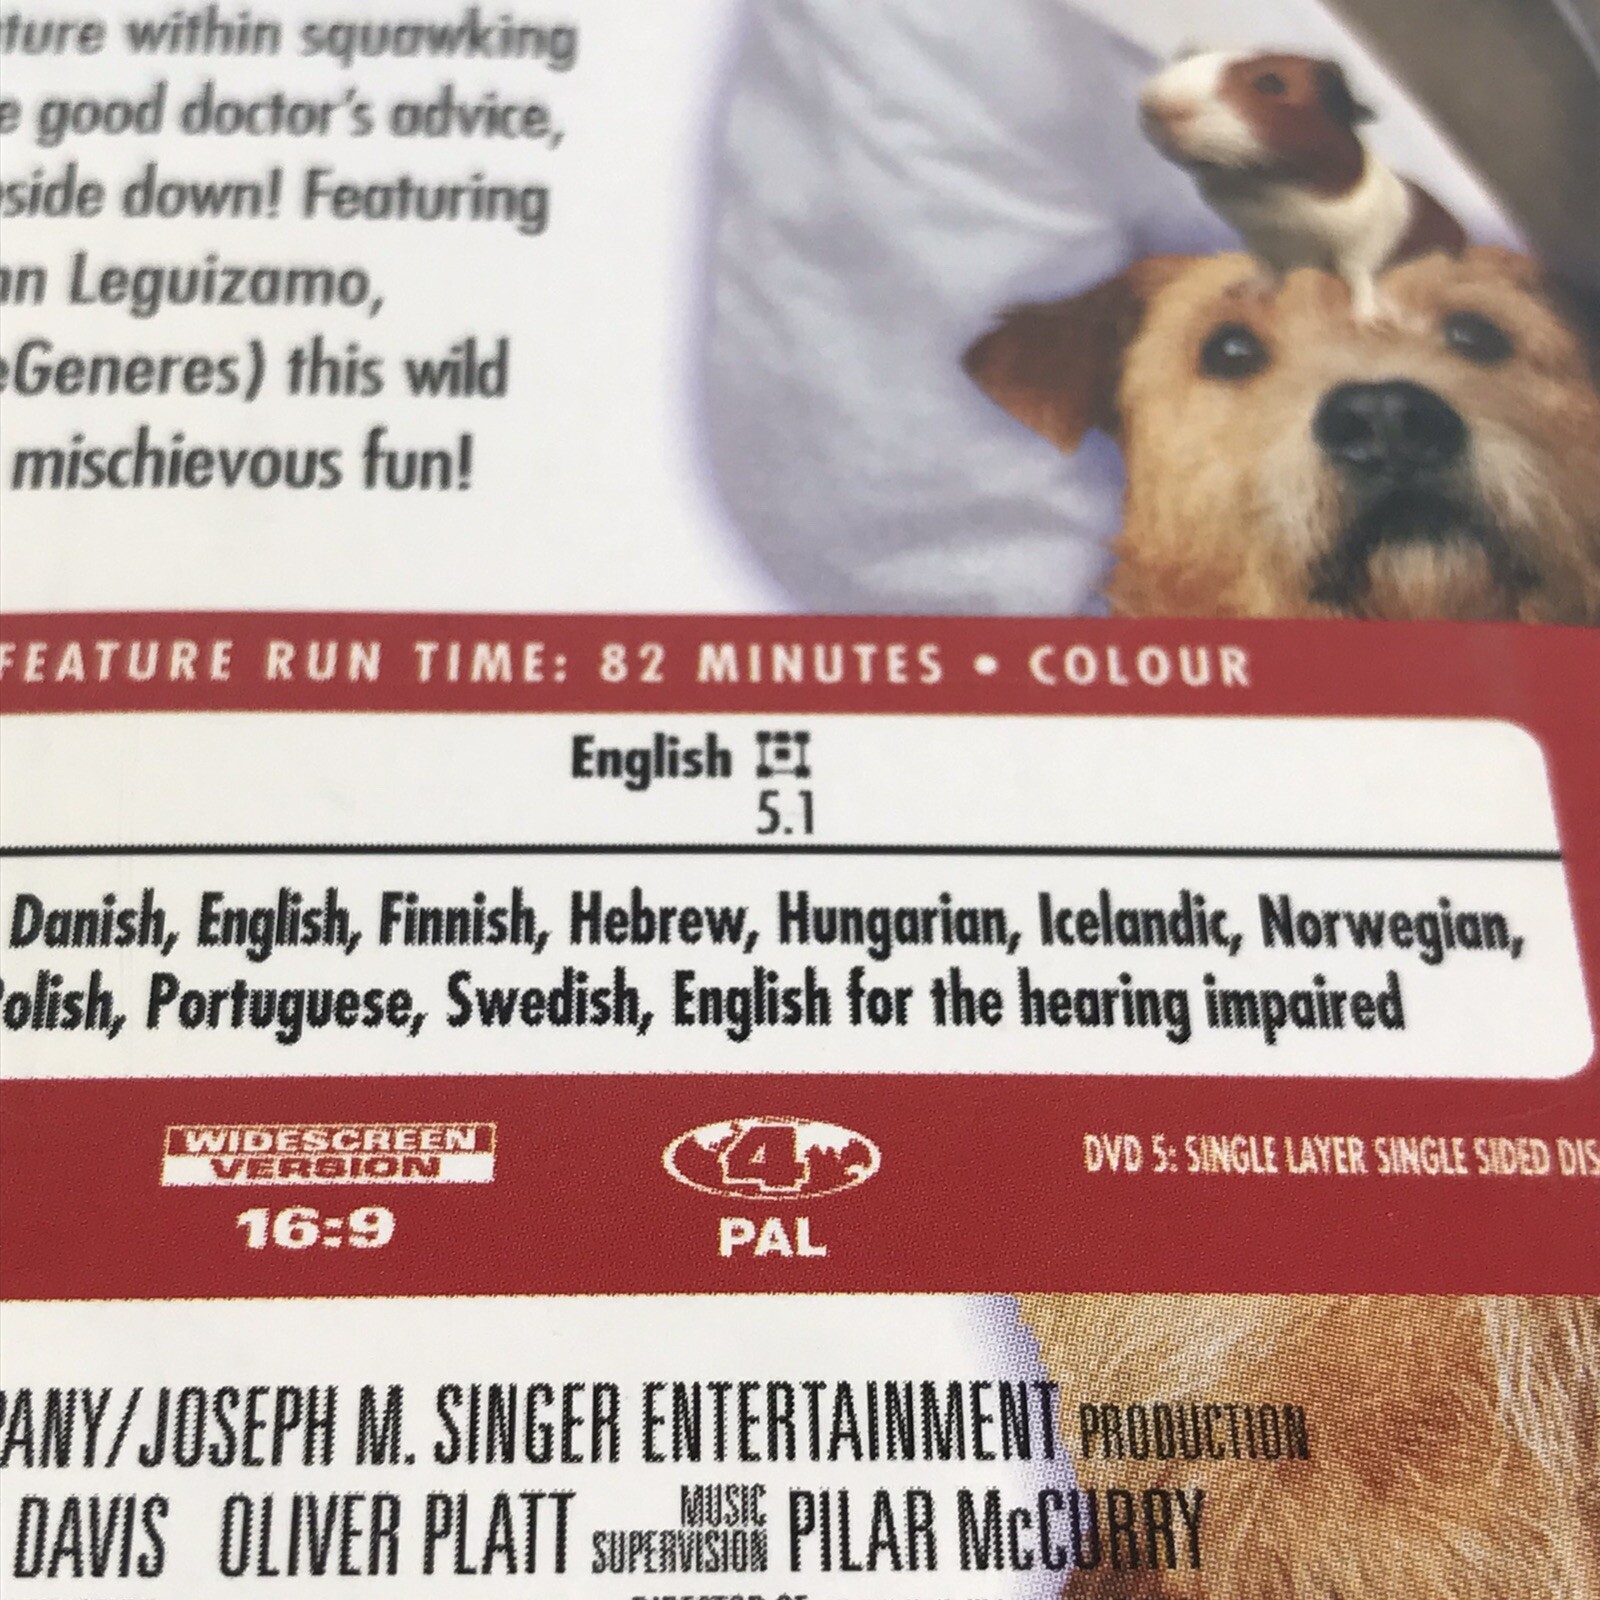 ture within squawking
e good doctor's advice,
side down! Featuring
nn Leguizamo,
eGeneres) this wild
mischievous fun!
FEATURE RUN TIME: 82 MINUTES • COLOUR
English
5.1
Danish, English, Finnish, Hebrew, Hungarian, Icelandic, Norwegian,
olish, Portuguese, Swedish, English for the hearing impaired
WIDESCREEN
VERSION
16:9
4
PAL
DVD 5: SINGLE LAYER SINGLE SIDED DIS
PANY/JOSEPH M. SINGER ENTERTAINMENT PRODUCTION
DAVIS OLIVER PLATT MUSIC SUPERVISION PILAR McCURRY